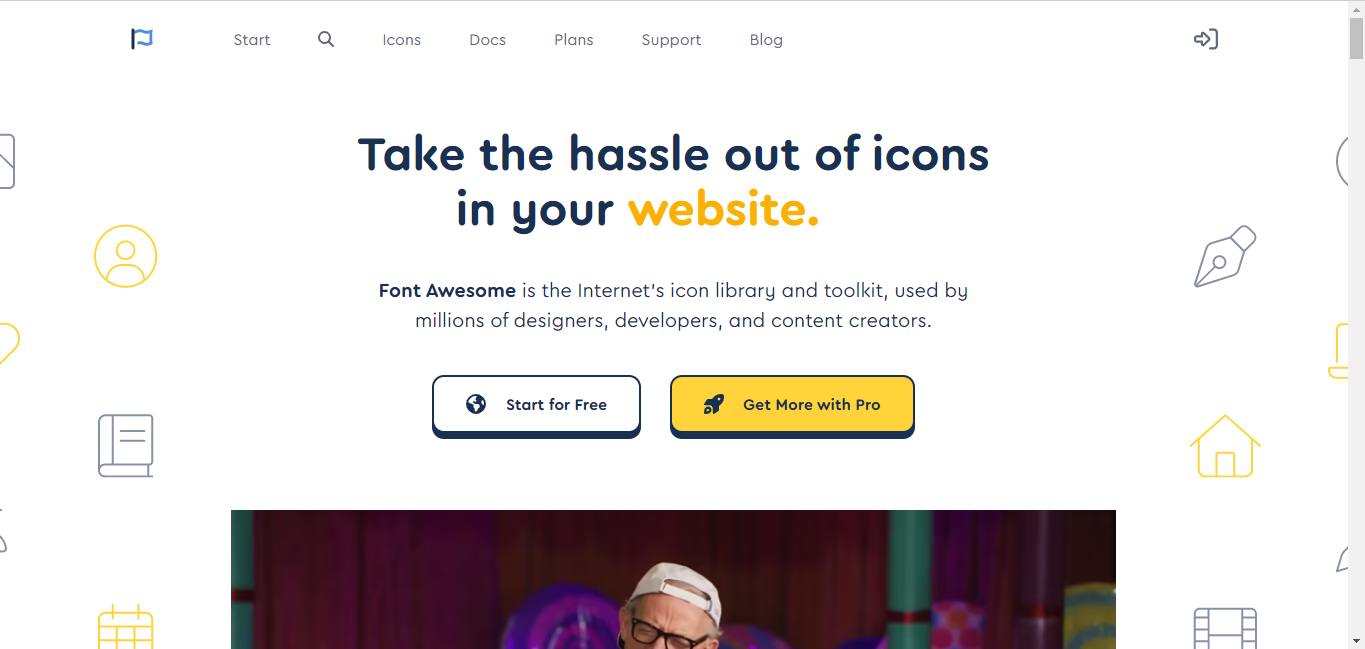 Start Icons Docs Plans Support Blog
Take the hassle out of icons
in your website.
Font Awesome is the Internet's icon library and toolkit, used by
millions of designers, developers, and content creators.
Start for Free Get More with Pro